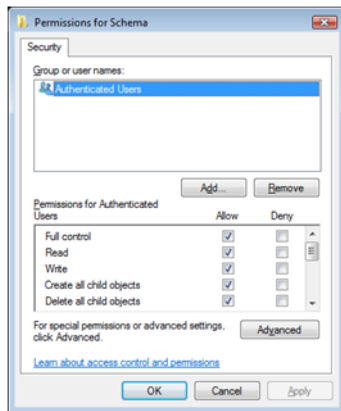 Permissions for Schema
Security
Group or user names:
Authenticated Users
Add...
Remove
Permissions for Authenticated
Users
Allow
Deny
Full control
Read
Write
Create all child objects
Delete all child objects
For special permissions or advanced settings,
click Advanced.
Advanced
Learn about access control and permissions
OK
Cancel
Apply